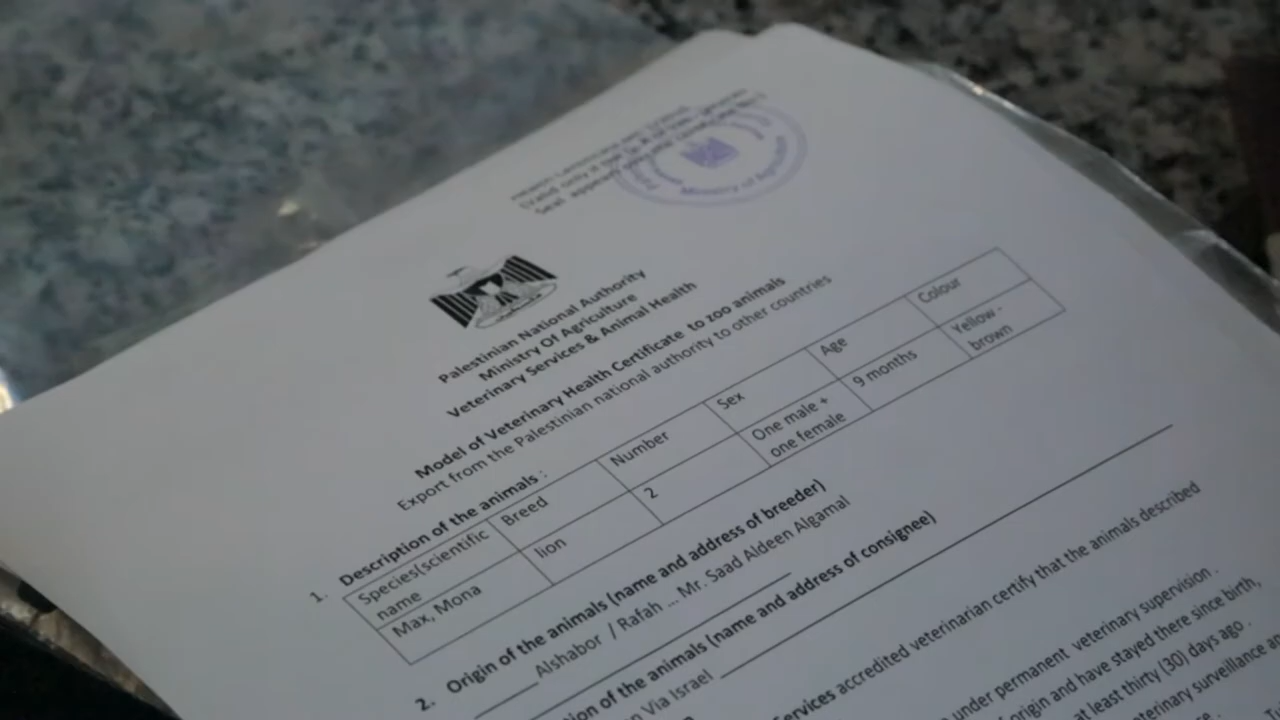 (Valid only if
Seal appear
Ministry of Agriculture
Palestinian National Authority
Ministry Of Agriculture
Veterinary Services & Animal Health
Model of Veterinary Health Certificate to zoo animals
Export from the Palestinian national authority to other countries
1. Description of the animals :
Species(scientific name Breed Number Sex Age Colour
Max, Mona lion 2 One male + one female 9 months Yellow - brown
2. Origin of the animals (name and address of breeder)
Alshabor / Rafah ... Mr. Saad Aldeen Algamal
of the animals (name and address of consignee)
Via Israel
Services accredited veterinarian certify that the animals described
under permanent veterinary supervision .
origin and have stayed there since birth,
at least thirty (30) days ago .
surveillance